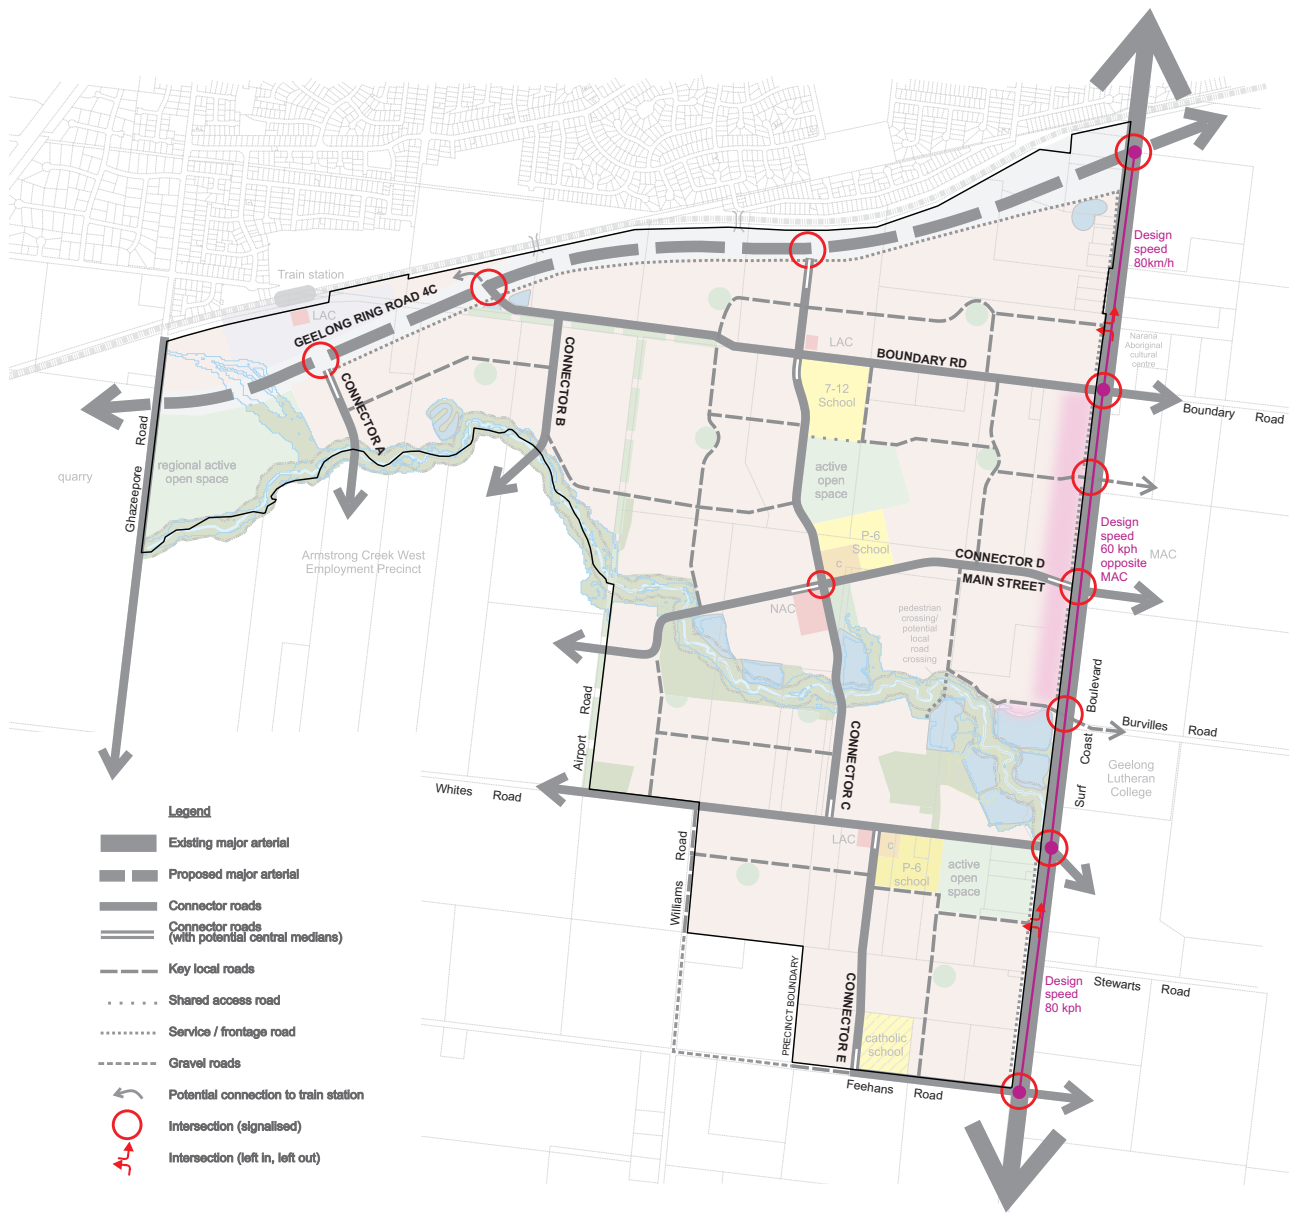 Train station
LAC
GEELONG RING ROAD 4C
Design
speed
80km/h
Narana
Aboriginal
cultural
centre
LAC
BOUNDARY RD
7-12
School
Boundary Road
CONNECTOR A
CONNECTOR B
Ghazeepore Road
quarry
regional active
open space
active
open
space
Armstrong Creek West
Employment Precinct
P-6
School
c
Design
speed
60 kph
opposite
MAC
MAC
CONNECTOR D
MAIN STREET
NAC
pedestrian
crossing/
potential
local
road
crossing
Airport Road
Surf Coast Boulevard
Burvilles Road
Geelong
Lutheran
College
CONNECTOR C
Whites Road
LAC
c
P-6
school
active
open
space
Williams Road
PRECINCT BOUNDARY
CONNECTOR E
catholic
school
Design
speed
80 kph
Stewarts Road
Feehans Road
Legend
Existing major arterial
Proposed major arterial
Connector roads
Connector roads
(with potential central medians)
Key local roads
Shared access road
Service / frontage road
Gravel roads
Potential connection to train station
Intersection (signalised)
Intersection (left in, left out)